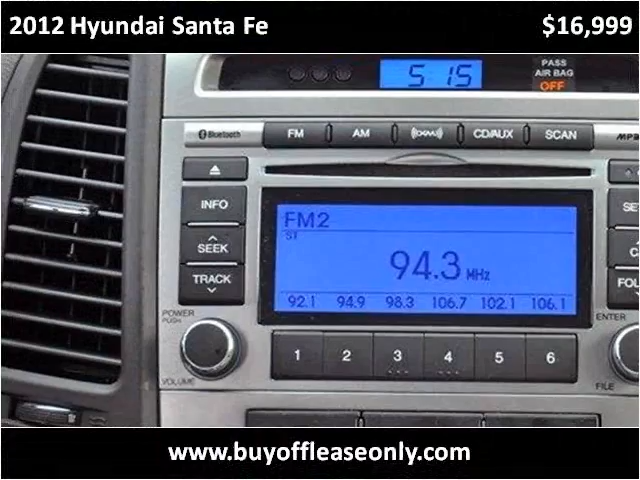 2012 Hyundai Santa Fe $16,999
5 15
PASS
AIR BAG
OFF
Bluetooth FM AM XM CD/AUX SCAN MP3
INFO
SEEK
TRACK
FM2
ST
94.3 MHz
92.1 94.9 98.3 106.7 102.1 106.1
POWER
PUSH
VOLUME
1 2 3 4 5 6
ENTER
FILE
www.buyoffleaseonly.com